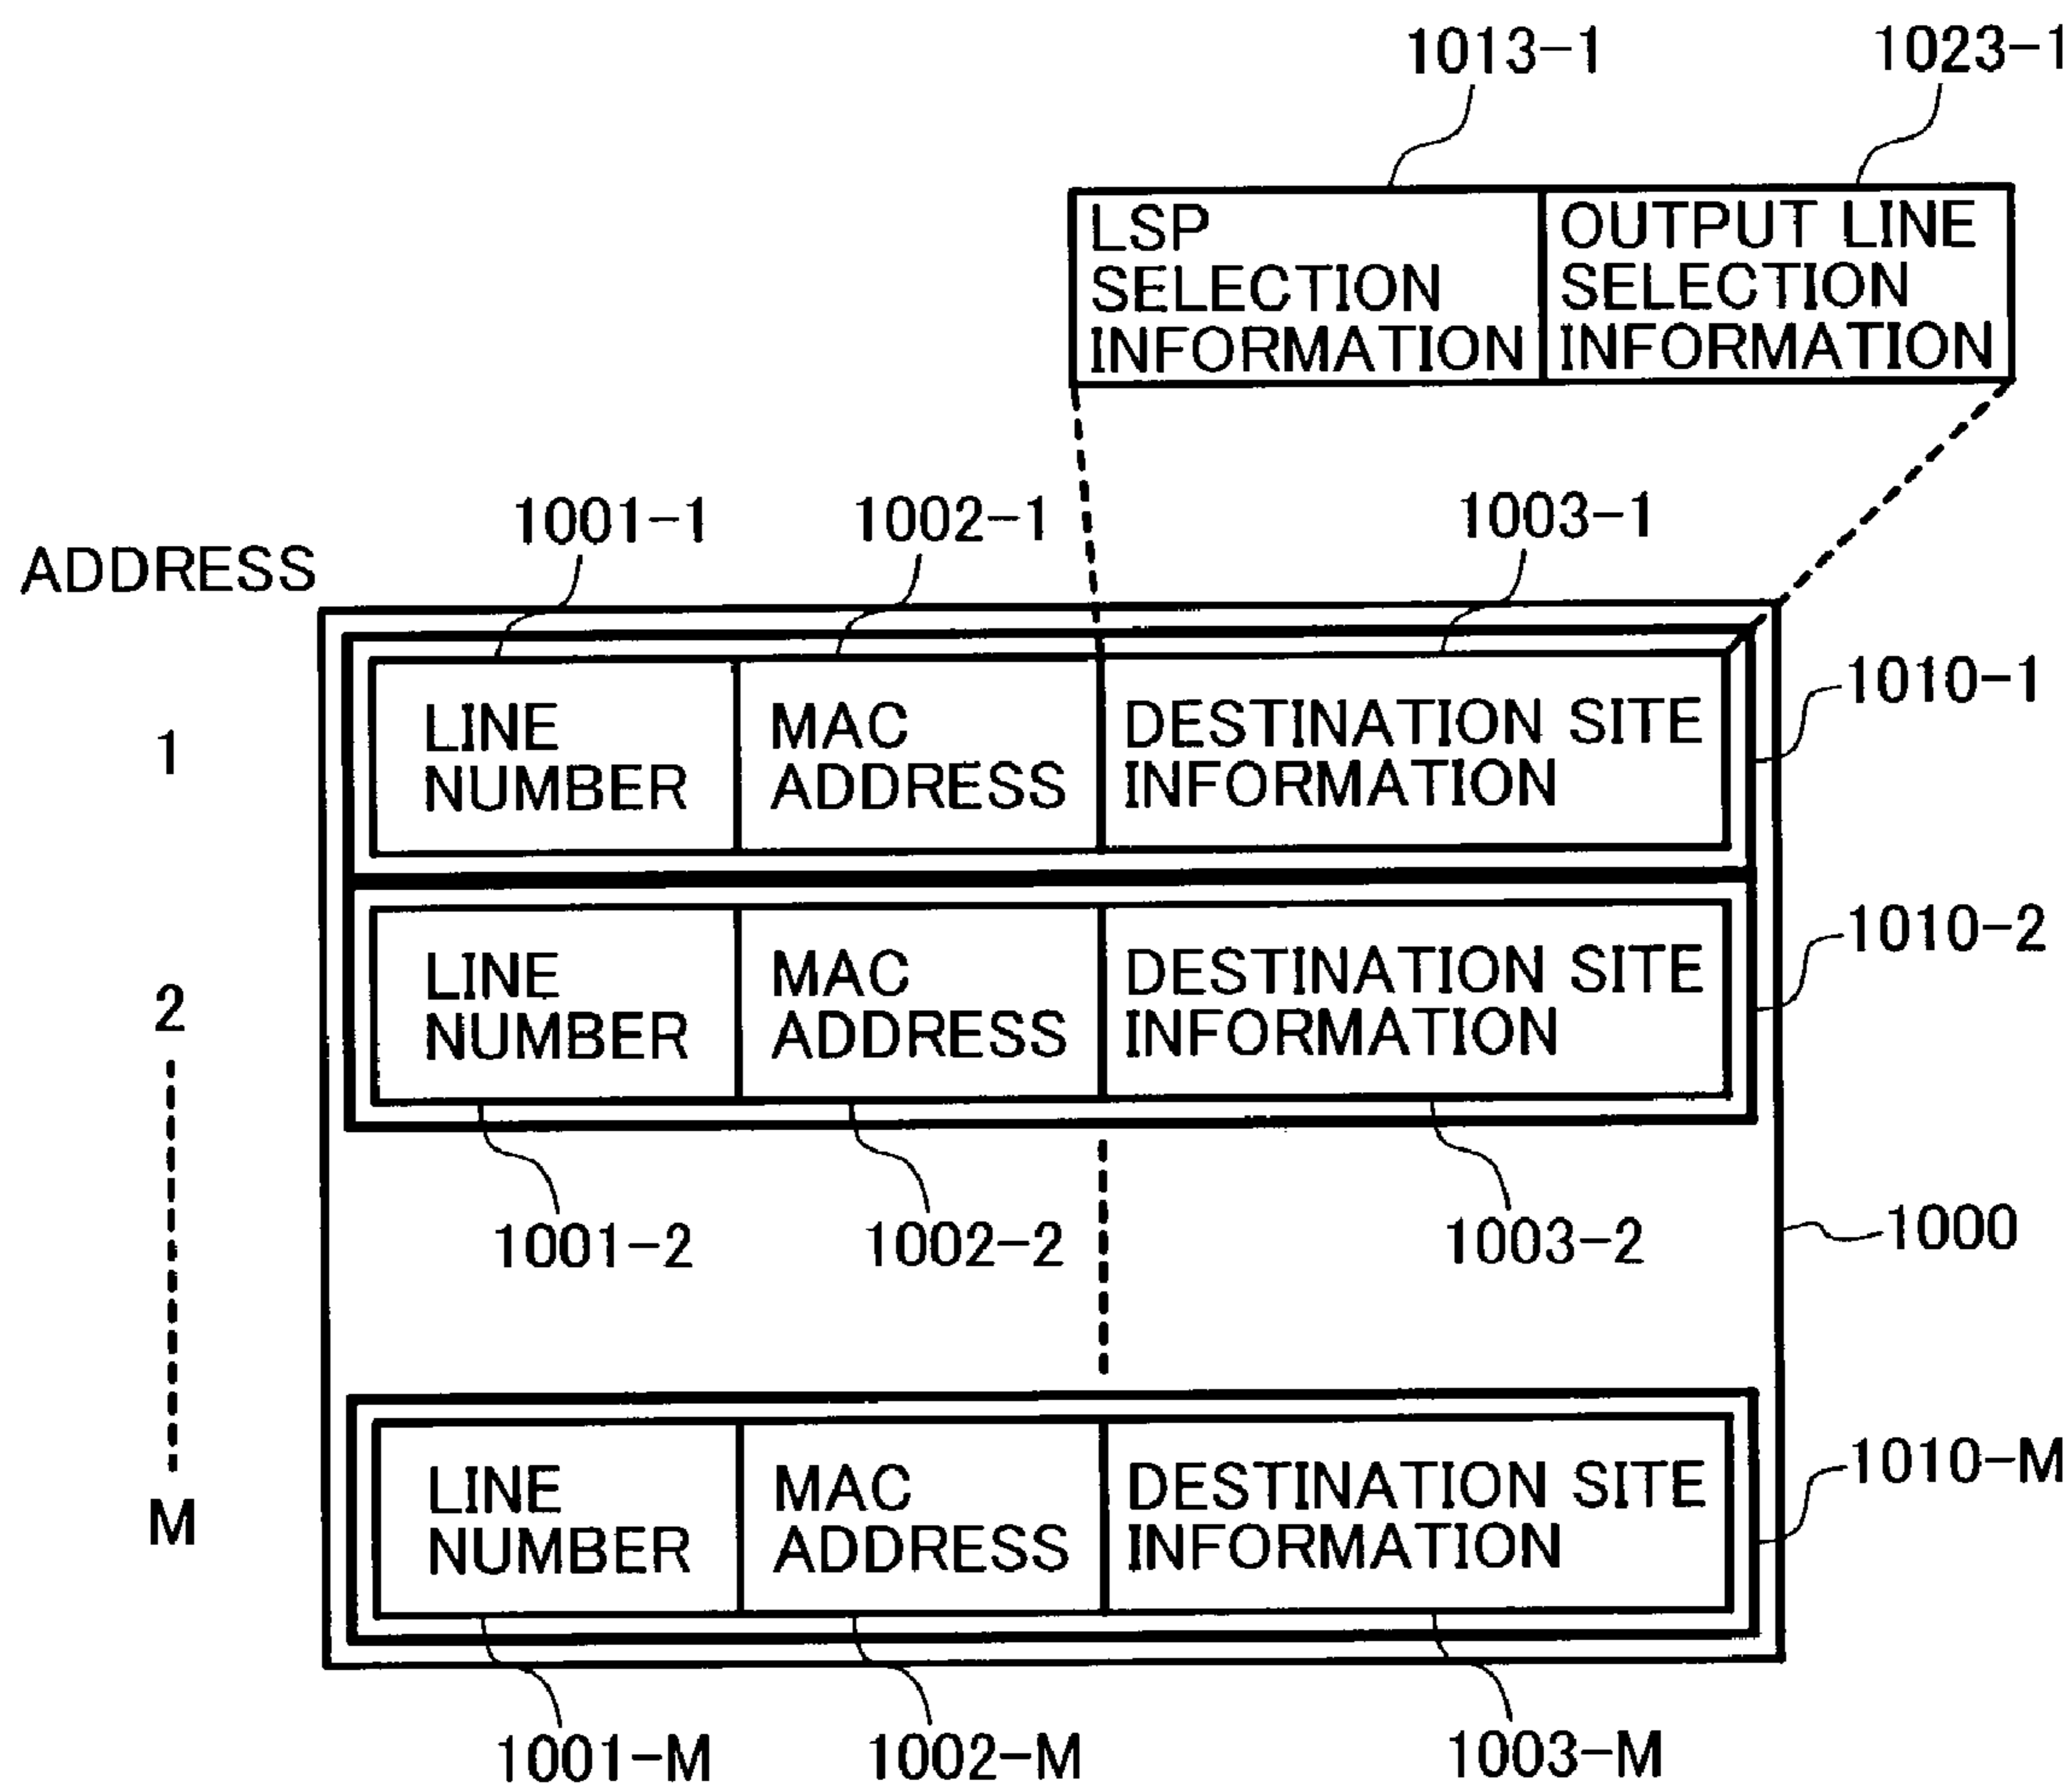 1013-1 1023-1
LSP
SELECTION
INFORMATION
OUTPUT LINE
SELECTION
INFORMATION
1001-1 1002-1 1003-1
ADDRESS
1
LINE
NUMBER
MAC
ADDRESS
DESTINATION SITE
INFORMATION
1010-1
2
LINE
NUMBER
MAC
ADDRESS
DESTINATION SITE
INFORMATION
1010-2
1001-2 1002-2 1003-2
1000
M
LINE
NUMBER
MAC
ADDRESS
DESTINATION SITE
INFORMATION
1010-M
1001-M 1002-M 1003-M